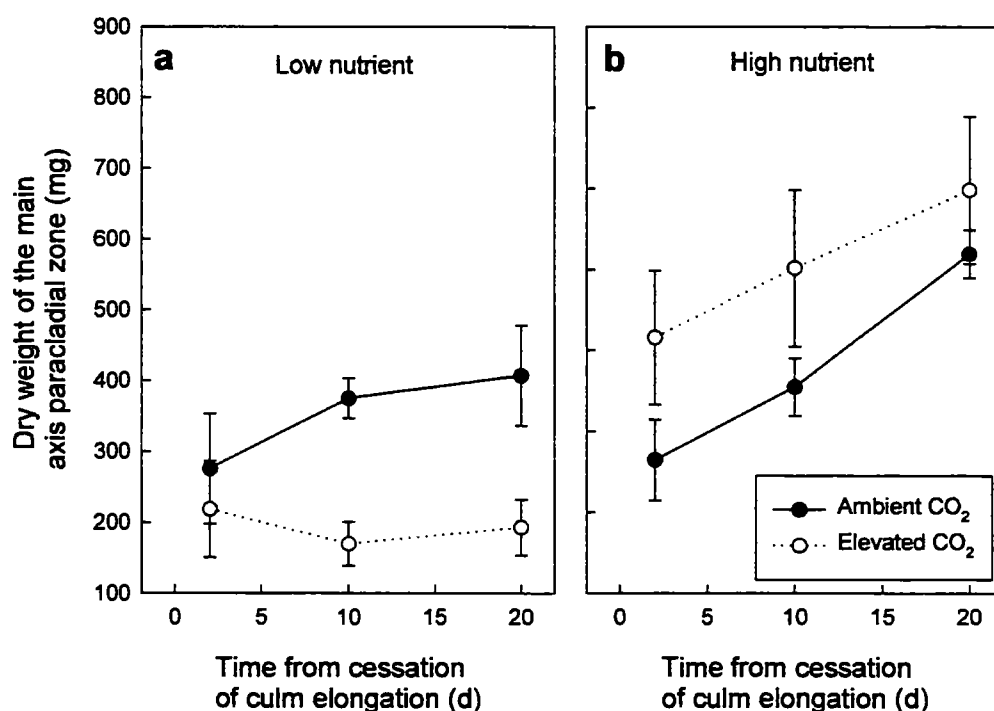 Dry weight of the main
axis paracladial zone (mg)
900
800
700
600
500
400
300
200
100
a
Low nutrient
0
5
10
15
20
Time from cessation
of culm elongation (d)
b
High nutrient
Ambient CO₂
Elevated CO₂
0
5
10
15
20
Time from cessation
of culm elongation (d)